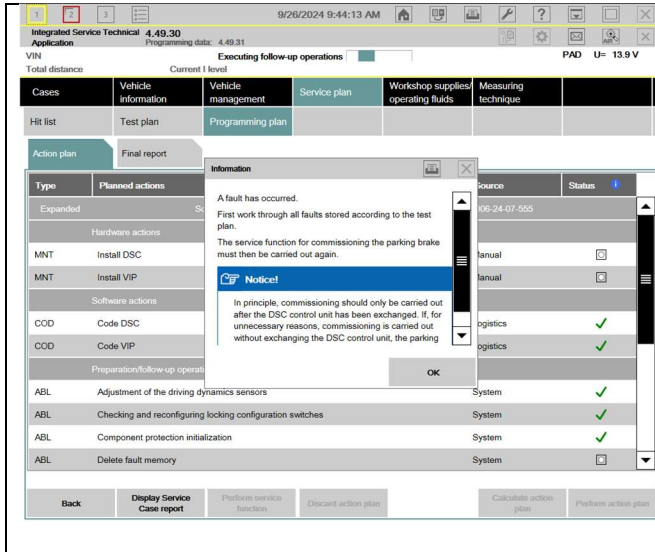 1 2 3 9/26/2024 9:44:13 AM ?
Integrated Service Technical 4.49.30
Application Programming data: 4.49.31
VIN Executing follow-up operations PAD U= 13.9 V
Total distance Current I level
Cases Vehicle information Vehicle management Service plan Workshop supplies/ operating fluids Measuring technique
Hit list Test plan Programming plan
Action plan Final report
Information
A fault has occurred.
First work through all faults stored according to the test
plan.
The service function for commissioning the parking brake
must then be carried out again.
Notice!
In principle, commissioning should only be carried out
after the DSC control unit has been exchanged. If, for
unnecessary reasons, commissioning is carried out
without exchanging the DSC control unit, the parking
OK
Type Planned actions Source Status i
Expanded 006-24-07-555
Hardware actions
MNT Install DSC Manual
MNT Install VIP Manual
Software actions
COD Code DSC ogistics
COD Code VIP ogistics
Preparation/follow-up operati
ABL Adjustment of the driving dynamics sensors System
ABL Checking and reconfiguring locking configuration switches System
ABL Component protection initialization System
ABL Delete fault memory System
Back Display Service Case report Perform service function Discard action plan Calculate action plan Perform action plan